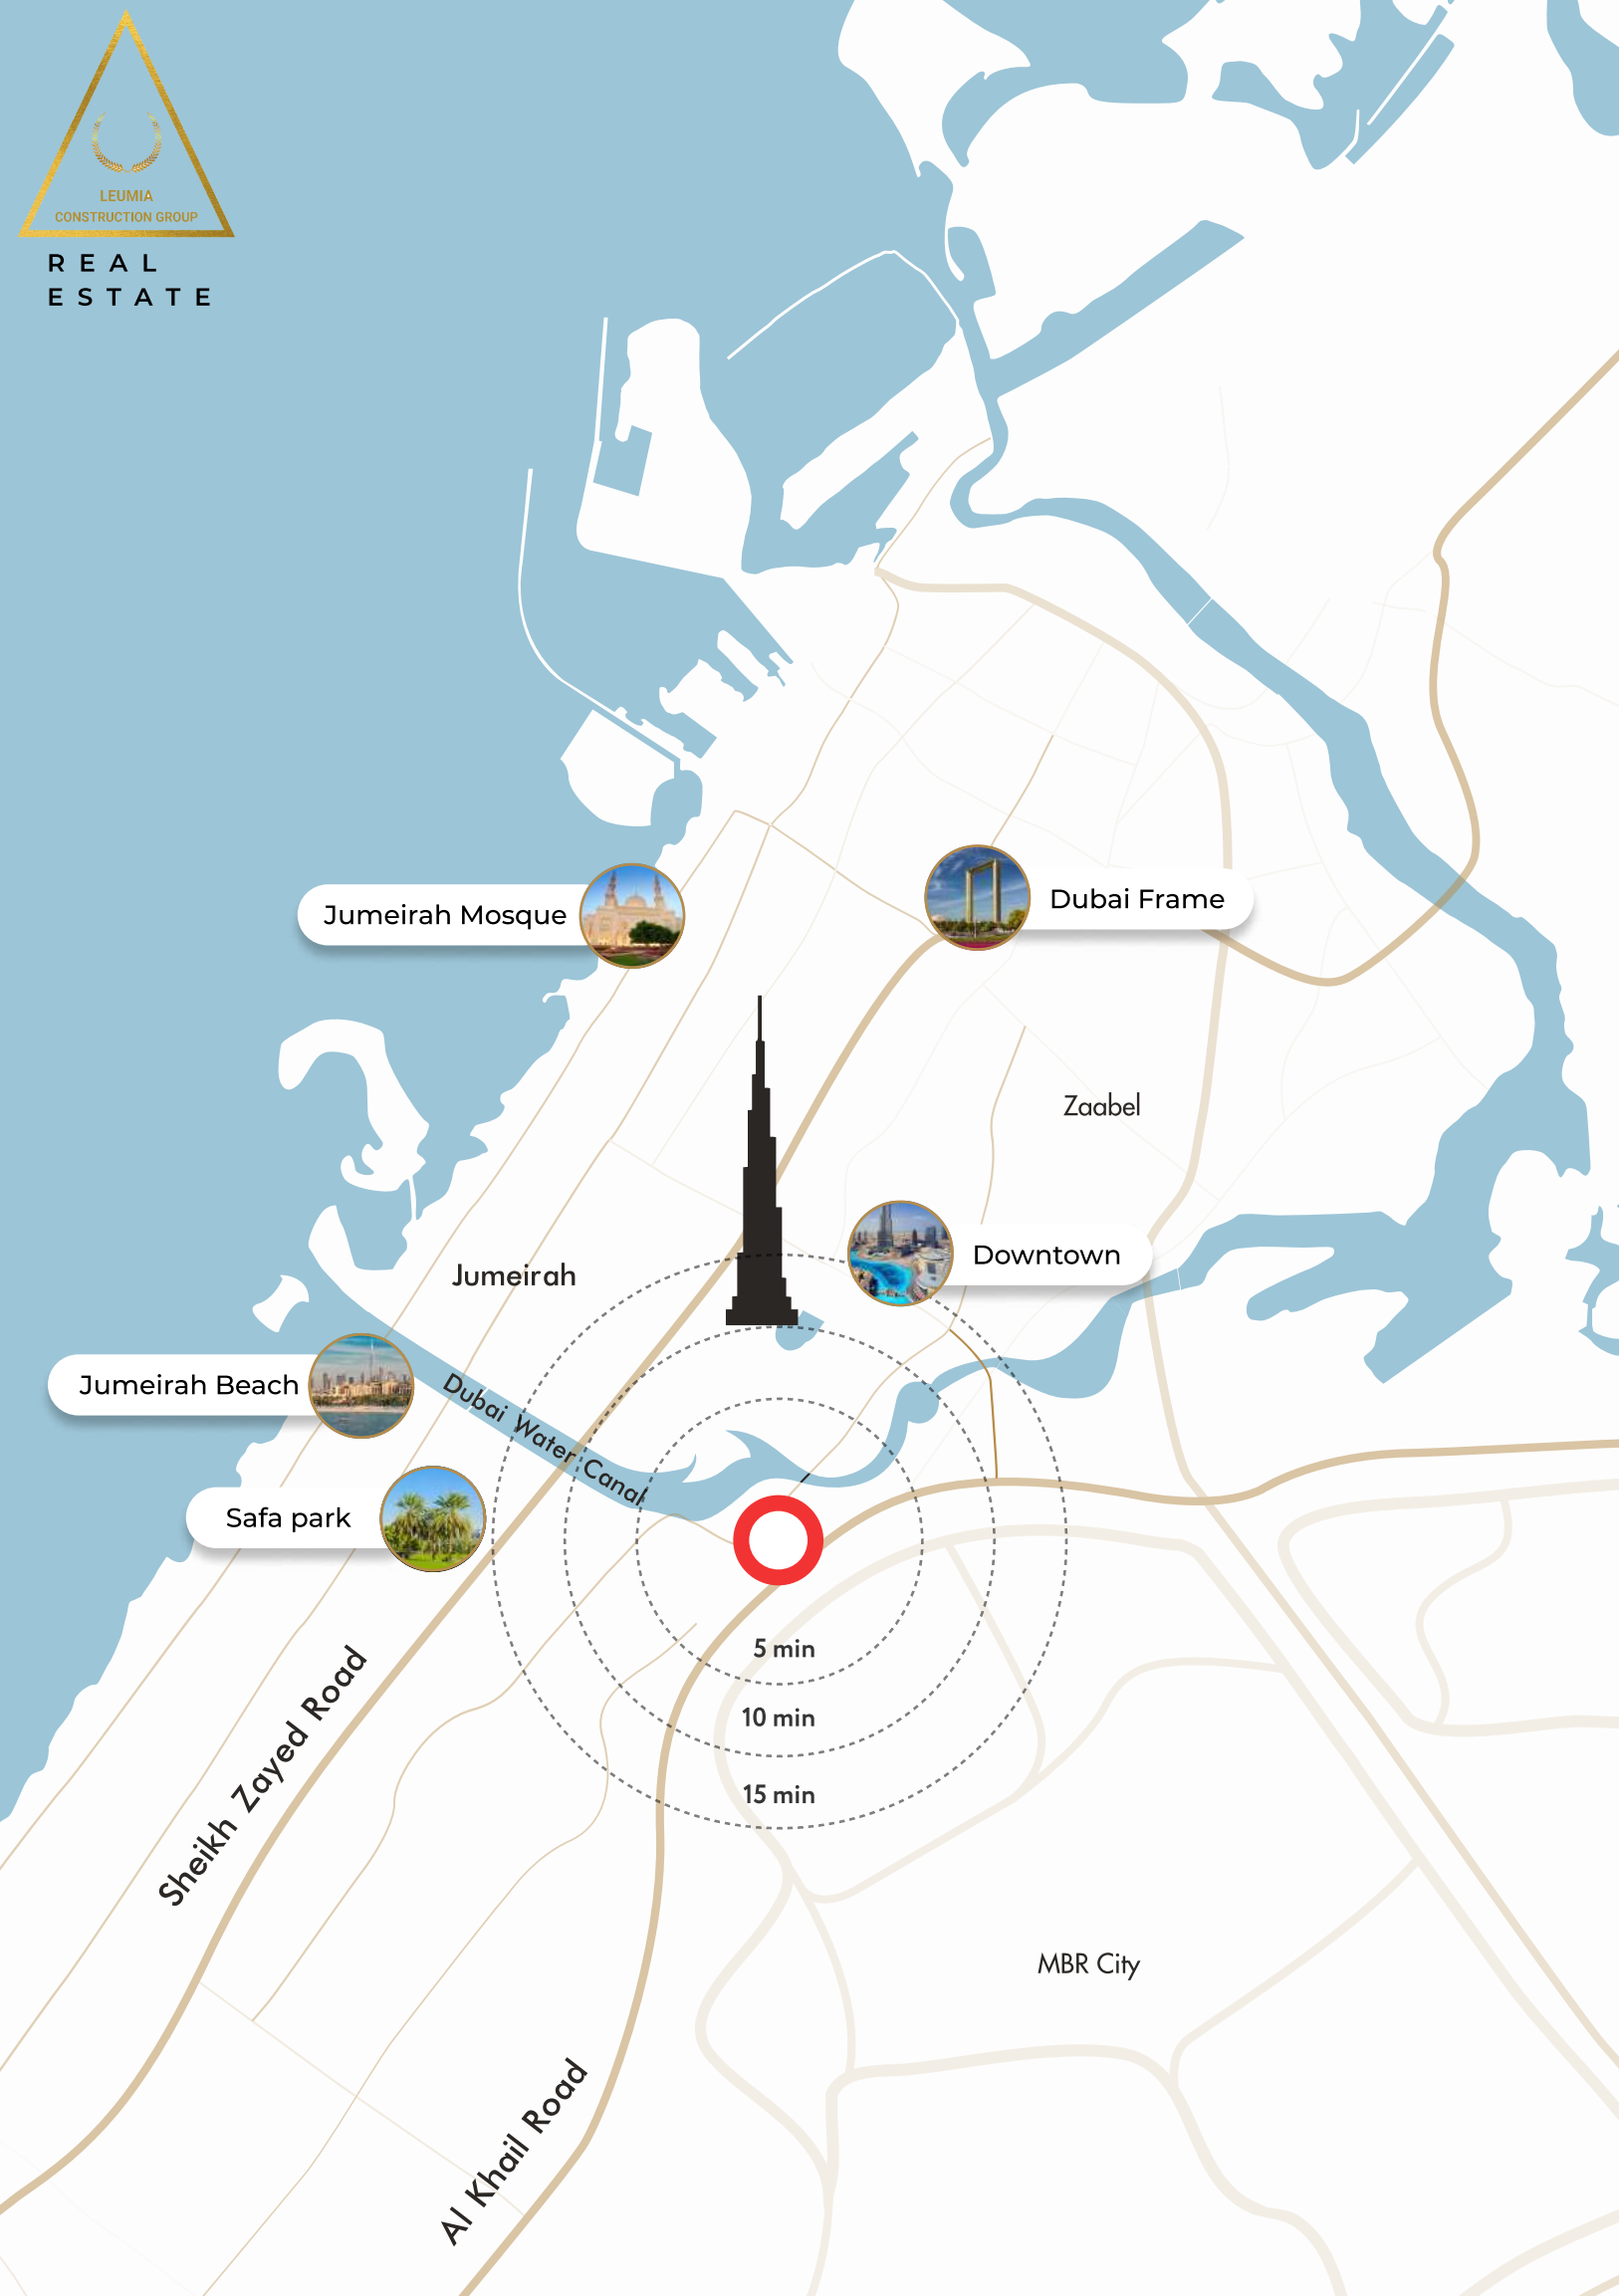 LEUMIA
CONSTRUCTION GROUP
REAL
ESTATE
Jumeirah Mosque
Dubai Frame
Zaabel
Downtown
Jumeirah
Jumeirah Beach
Dubai Water Canal
Safa park
5 min
10 min
15 min
Sheikh Zayed Road
MBR City
Al Khail Road